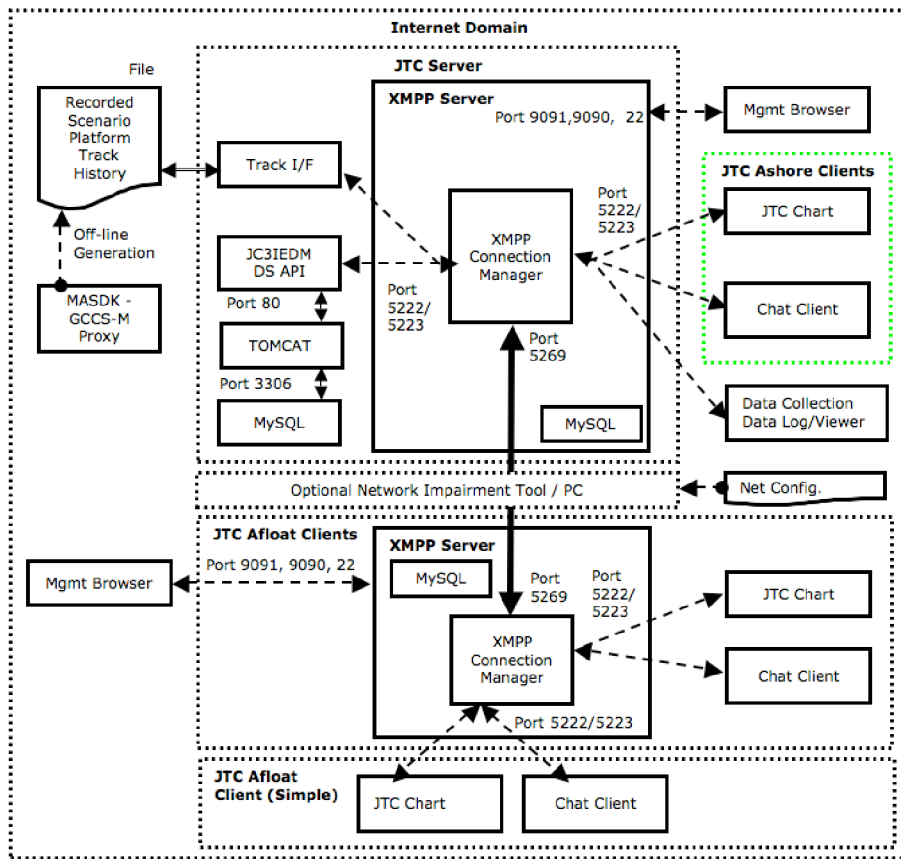 Internet Domain
File
JTC Server
Recorded
Scenario
Platform
Track
History
XMPP Server
Port 9091,9090, 22
Mgmt Browser
Track I/F
JTC Ashore Clients
Port
5222/
5223
JTC Chart
Off-line
Generation
XMPP
Connection
Manager
JC3IEDM
DS API
Port
5222/
5223
MASDK -
GCCS-M
Proxy
Port 80
Chat Client
TOMCAT
Port
5269
Port 3306
MySQL
MySQL
Data Collection
Data Log/Viewer
Optional Network Impairment Tool / PC
Net Config.
JTC Afloat Clients
XMPP Server
Port 9091, 9090, 22
Mgmt Browser
MySQL
Port
5269
Port
5222/
5223
JTC Chart
XMPP
Connection
Manager
Chat Client
Port 5222/5223
JTC Afloat
Client (Simple)
JTC Chart
Chat Client